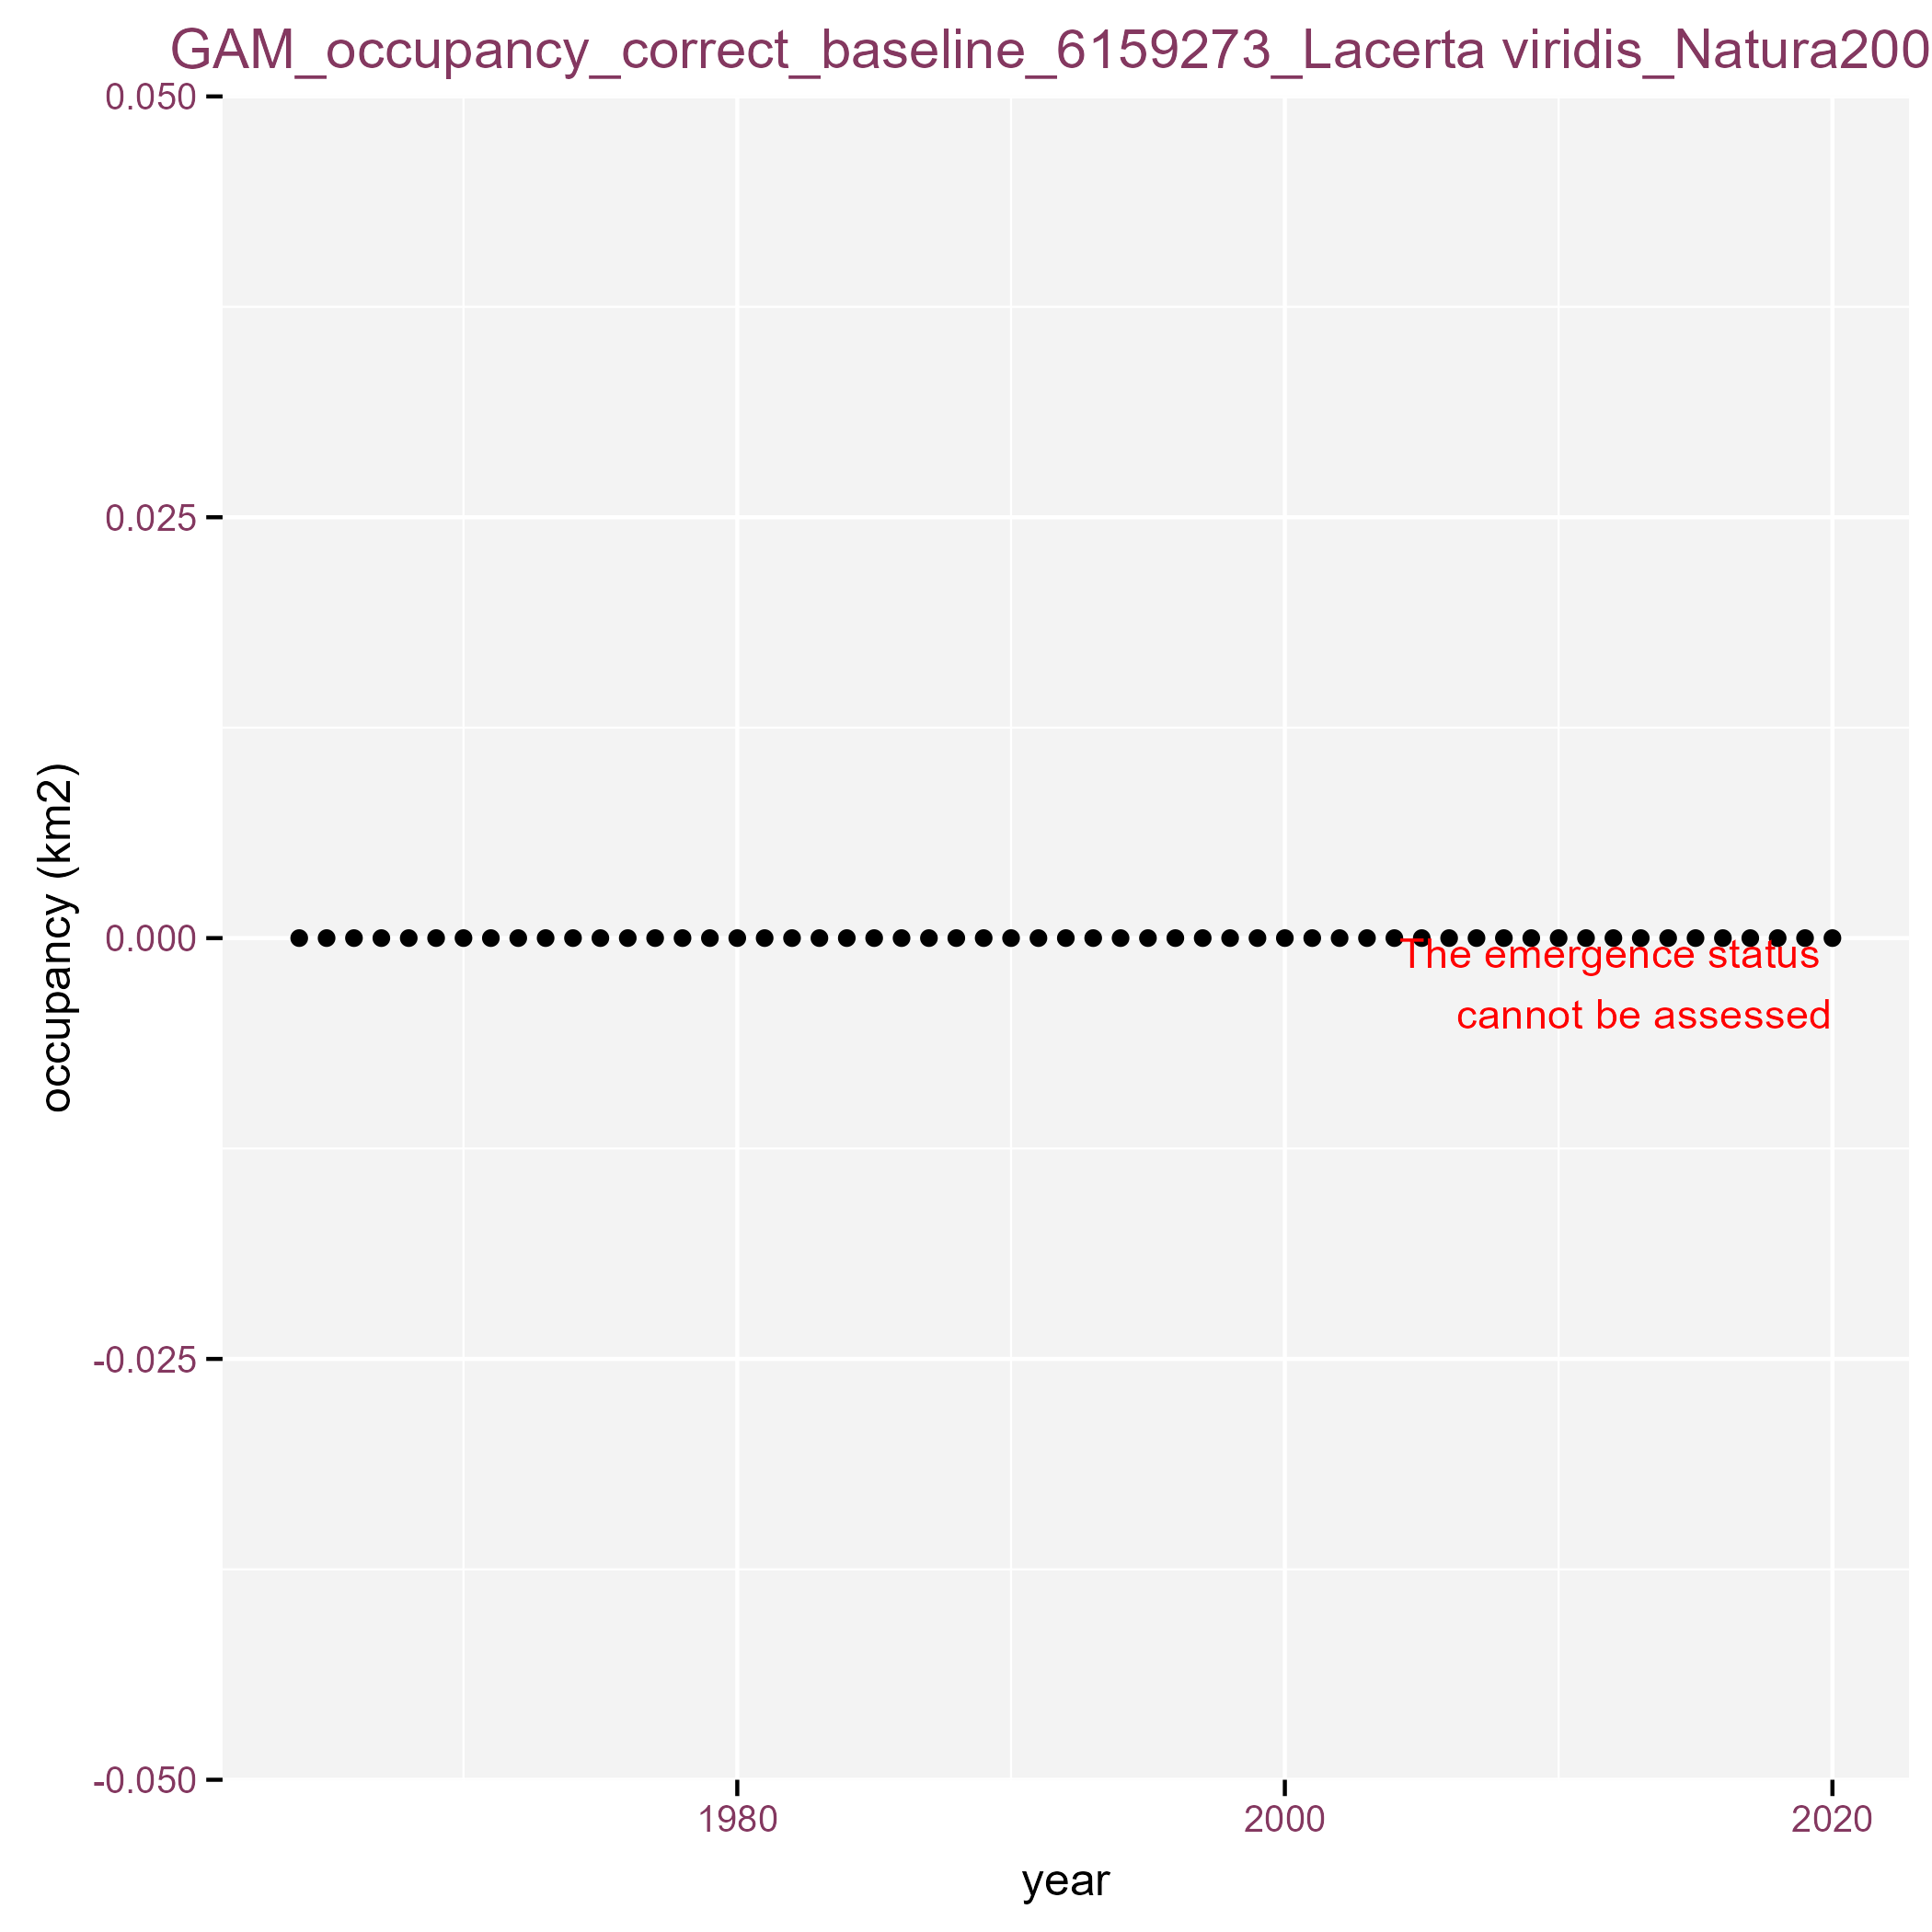 GAM_occupancy_correct_baseline_6159273_Lacerta viridis_Natura200
0.050
0.025
0.000
-0.025
-0.050
occupancy (km2)
The emergence status
cannot be assessed
1980
2000
2020
year